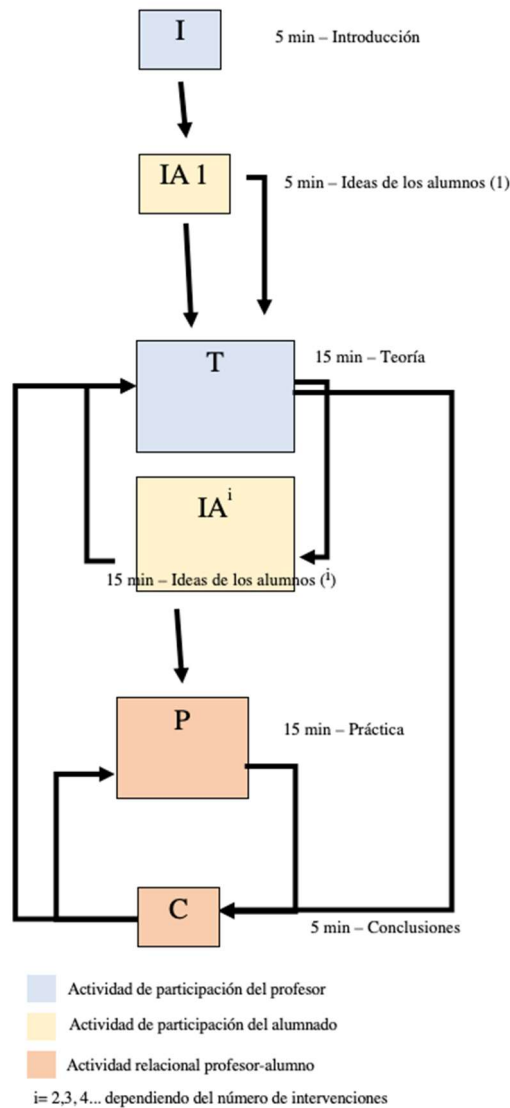 I
5 min – Introducción
IA 1
5 min – Ideas de los alumnos (1)
T
15 min – Teoría
IAⁱ
15 min – Ideas de los alumnos (ⁱ)
P
15 min – Práctica
C
5 min – Conclusiones
Actividad de participación del profesor
Actividad de participación del alumnado
Actividad relacional profesor-alumno
i= 2,3, 4... dependiendo del número de intervenciones